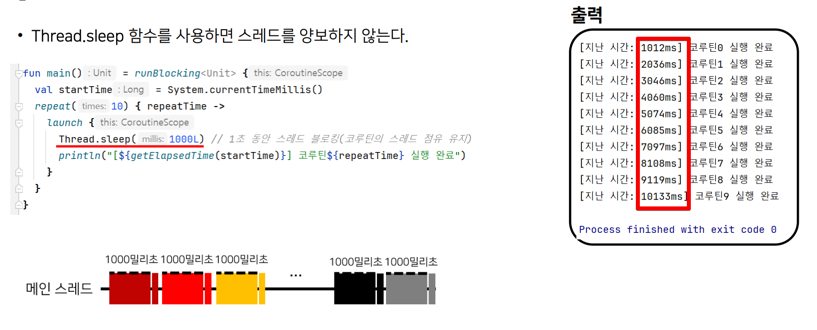 • Thread.sleep 함수를 사용하면 스레드를 양보하지 않는다.
fun main() : Unit = runBlocking<Unit> { this: CoroutineScope
val startTime : Long = System.currentTimeMillis()
repeat( times: 10) { repeatTime ->
launch { this: CoroutineScope
Thread.sleep( millis: 1000L) // 1초 동안 스레드 블로킹(코루틴의 스레드 점유 유지)
println("[${getElapsedTime(startTime)}] 코루틴${repeatTime} 실행 완료")
}
}
}
출력
[지난 시간: 1012ms] 코루틴0 실행 완료
[지난 시간: 2036ms] 코루틴1 실행 완료
[지난 시간: 3046ms] 코루틴2 실행 완료
[지난 시간: 4060ms] 코루틴3 실행 완료
[지난 시간: 5074ms] 코루틴4 실행 완료
[지난 시간: 6085ms] 코루틴5 실행 완료
[지난 시간: 7097ms] 코루틴6 실행 완료
[지난 시간: 8108ms] 코루틴7 실행 완료
[지난 시간: 9119ms] 코루틴8 실행 완료
[지난 시간: 10133ms] 코루틴9 실행 완료
Process finished with exit code 0
1000밀리초 1000밀리초 1000밀리초 ... 1000밀리초 1000밀리초
메인 스레드